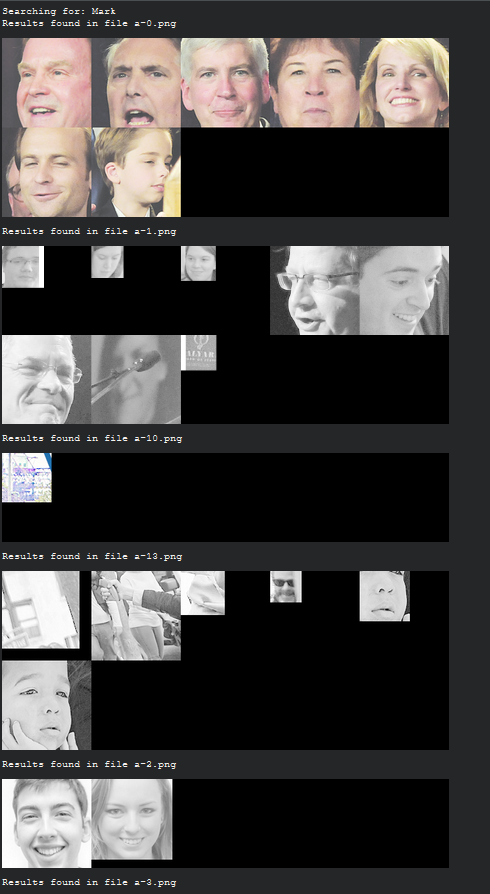 Searching for: Mark
Results found in file a-0.png
Results found in file a-1.png
ALVAR
Results found in file a-10.png
Results found in file a-13.png
Results found in file a-2.png
Results found in file a-3.png